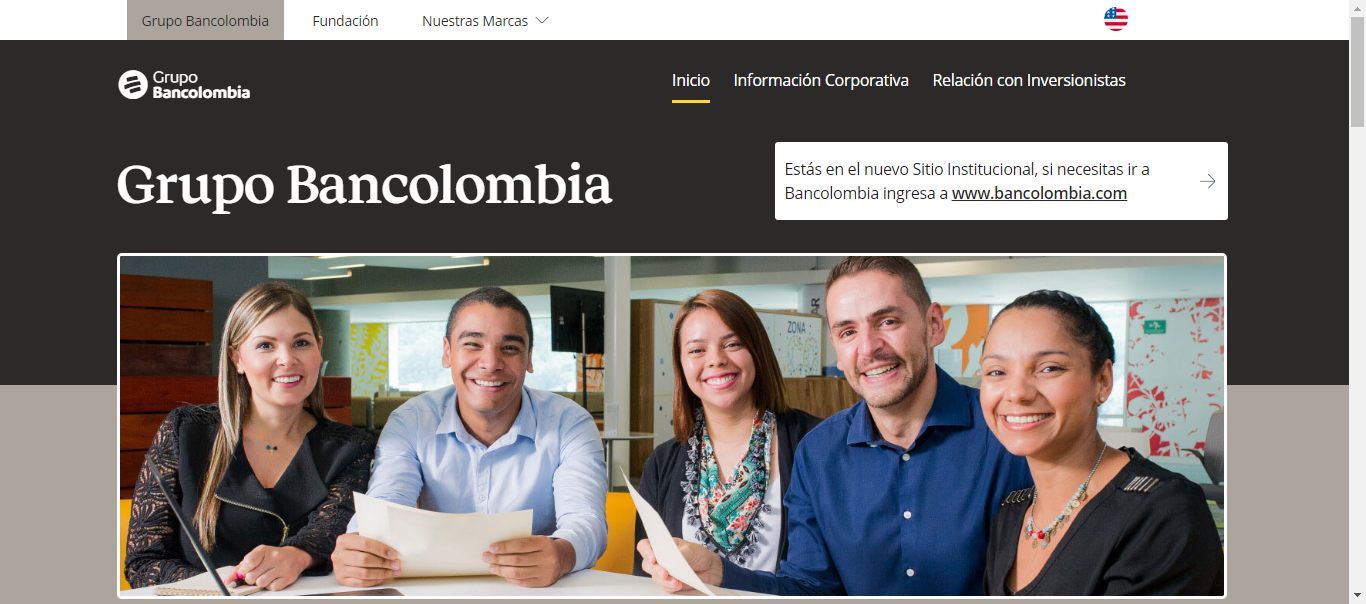 Grupo Bancolombia
Fundación
Nuestras Marcas
Grupo
Bancolombia
Inicio
Información Corporativa
Relación con Inversionistas
Grupo Bancolombia
Estás en el nuevo Sitio Institucional, si necesitas ir a
Bancolombia ingresa a www.bancolombia.com
ZONA
AR